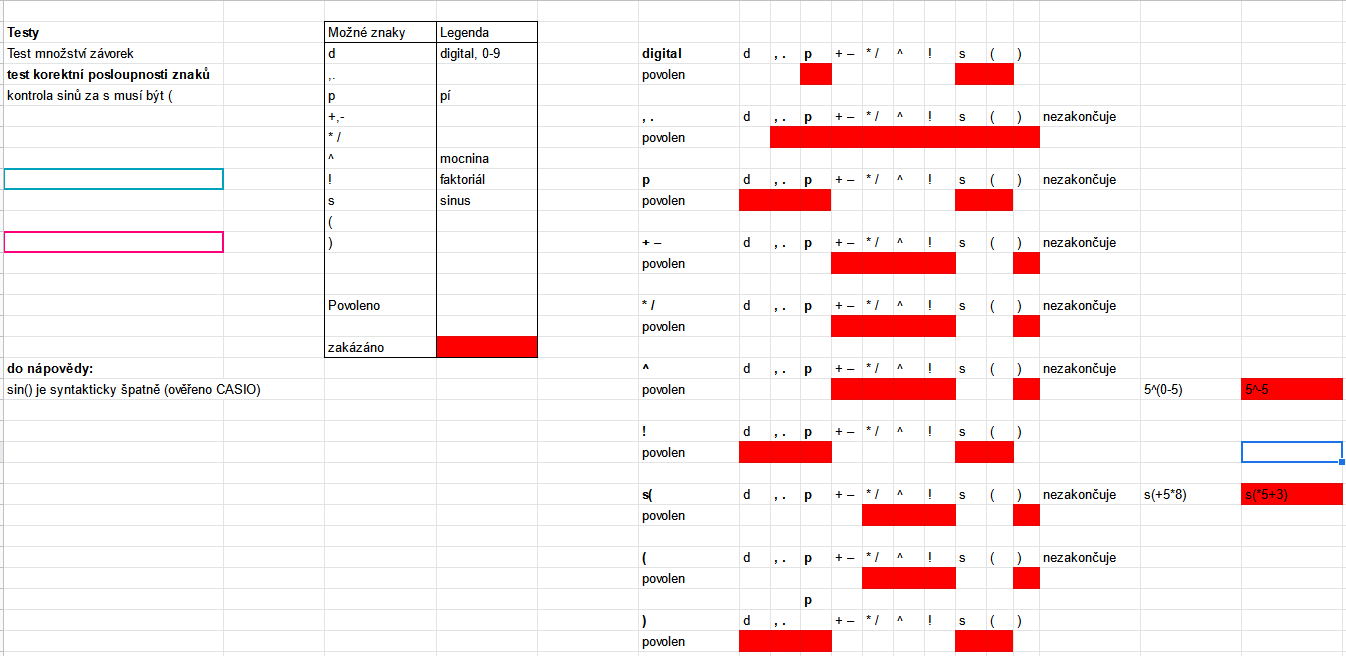 Testy
Test množství závorek
test korektní posloupnosti znaků
kontrola sinů za s musí být (
do nápovědy:
sin() je syntakticky špatně (ověřeno CASIO)
Možné znaky Legenda
d digital, 0-9
,.
p pí
+,-
* /
^ mocnina
! faktoriál
s sinus
(
)
Povoleno
zakázáno
digital d , . p + – * / ^ ! s ( )
povolen
, . d , . p + – * / ^ ! s ( ) nezakončuje
povolen
p d , . p + – * / ^ ! s ( ) nezakončuje
povolen
+ – d , . p + – * / ^ ! s ( ) nezakončuje
povolen
* / d , . p + – * / ^ ! s ( ) nezakončuje
povolen
^ d , . p + – * / ^ ! s ( ) nezakončuje
povolen 5^(0-5) 5^-5
! d , . p + – * / ^ ! s ( )
povolen
s( d , . p + – * / ^ ! s ( ) nezakončuje s(+5*8) s(*5+3)
povolen
( d , . p + – * / ^ ! s ( ) nezakončuje
povolen
p
) d , . + – * / ^ ! s ( )
povolen